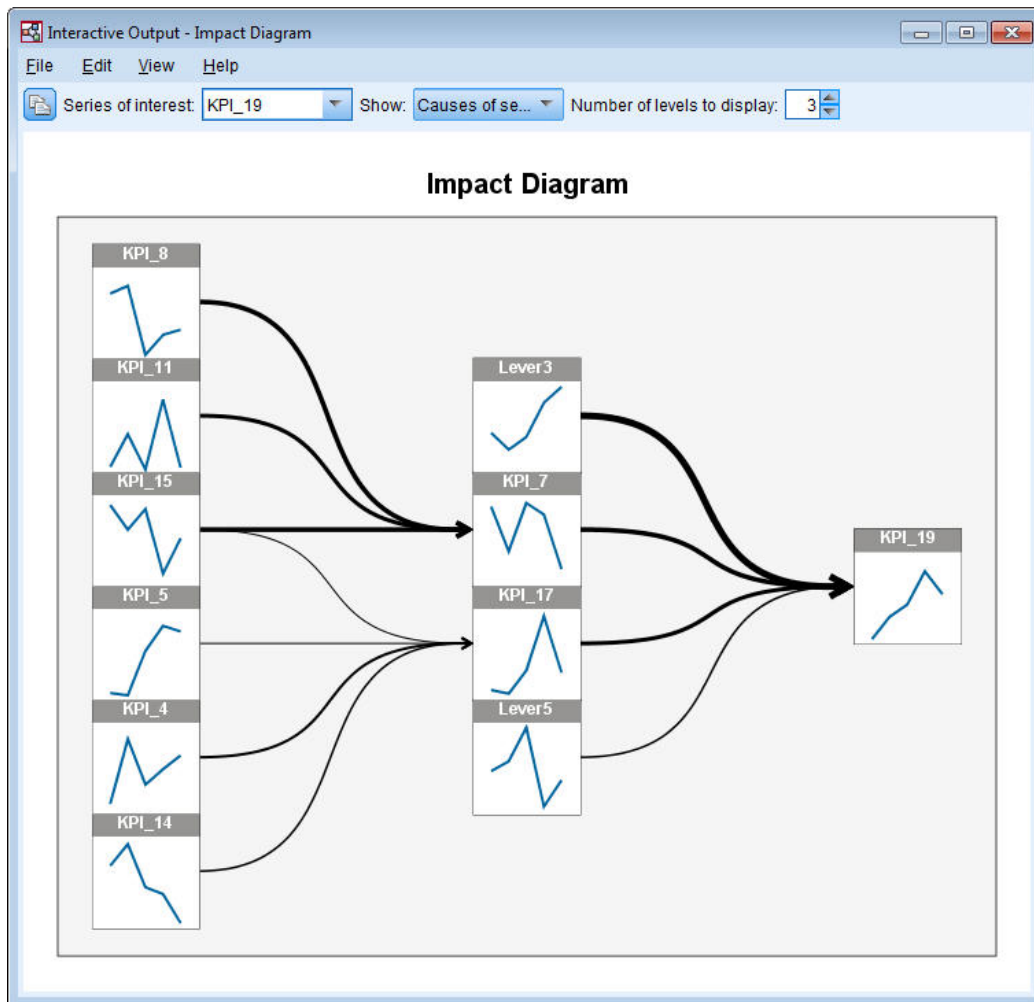 Interactive Output - Impact Diagram
File Edit View Help
Series of interest: KPI_19 Show: Causes of se... Number of levels to display: 3
Impact Diagram
KPI_8
KPI_11
KPI_15
KPI_5
KPI_4
KPI_14
Lever3
KPI_7
KPI_17
Lever5
KPI_19